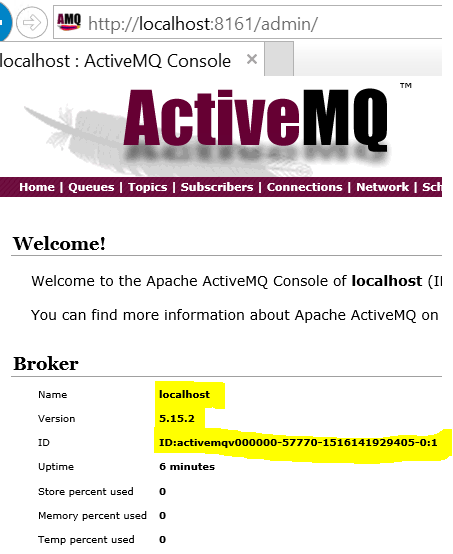 AMQ http://localhost:8161/admin/
localhost : ActiveMQ Console
ActiveMQ™
Home | Queues | Topics | Subscribers | Connections | Network |
Welcome!
Welcome to the Apache ActiveMQ Console of localhost
You can find more information about Apache ActiveMQ on
Broker
Name localhost
Version 5.15.2
ID ID:activemqv000000-57770-1516141929405-0:1
Uptime 6 minutes
Store percent used 0
Memory percent used 0
Temp percent used 0